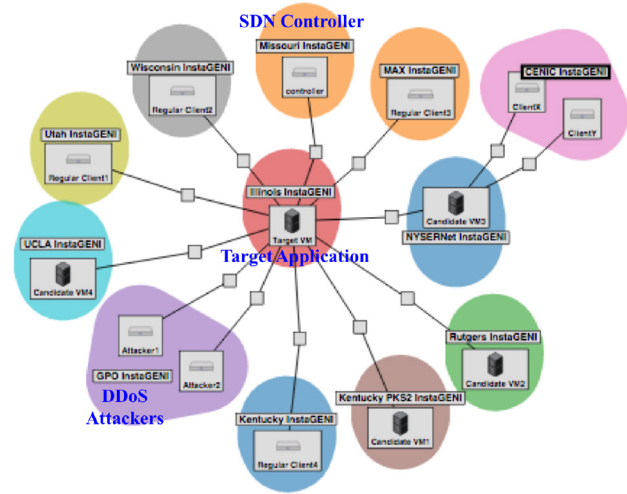 SDN Controller
Missouri InstaGENI
controller
Wisconsin InstaGENI
Regular Client2
MAX InstaGENI
Regular Client3
CENIC InstaGENI
ClientX
ClientY
Utah InstaGENI
Regular Client1
Illinois InstaGENI
Target VM
Target Application
Candidate VM3
NYSERNet InstaGENI
UCLA InstaGENI
Candidate VM4
Attacker1
Attacker2
GPO InstaGENI
DDoS
Attackers
Rutgers InstaGENI
Candidate VM2
Kentucky InstaGENI
Regular Client4
Kentucky PKS2 InstaGENI
Candidate VM1